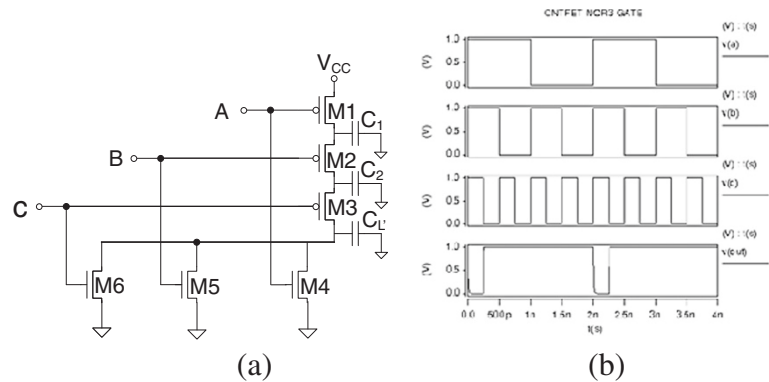 V_CC
A
M1
C_1
B
M2
C_2
C
M3
C_L'
M6
M5
M4
(a)
CNTFET NOR3 GATE
(V) : t(s)
v(a)
(V)
1.0
0.5
0.0
(V) : t(s)
v(b)
(V)
1.0
0.5
0.0
(V) : t(s)
v(c)
(V)
1.0
0.5
0.0
(V) : t(s)
v(out)
(V)
1.0
0.5
0.0
0.0 500p 1n 1.5n 2n 2.5n 3n 3.5n 4n
t(s)
(b)